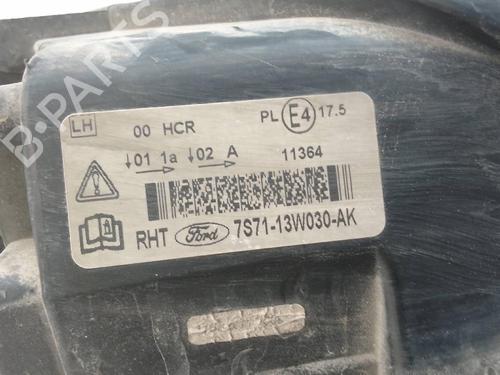 B-PARTS
LH 00 HCR PL E4 17.5
↓01 1a ↓02 A 11364
RHT Ford 7S71-13W030-AK